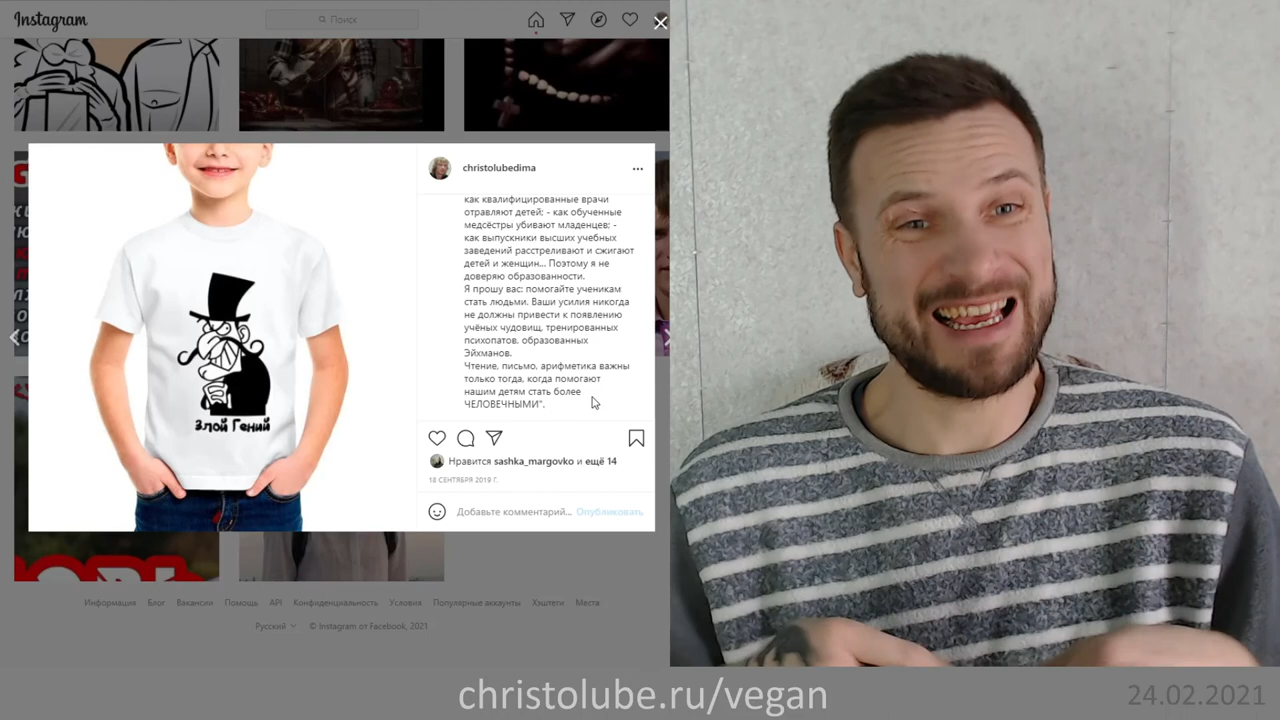 Instagram
Поиск
christolubedima
как квалифицированные врачи
отравляют детей; - как обученные
медсёстры убивают младенцев; -
как выпускники высших учебных
заведений расстреливают и сжигают
детей и женщин... Поэтому я не
доверяю образованности.
Я прошу вас: помогайте ученикам
стать людьми. Ваши усилия никогда
не должны привести к появлению
учёных чудовищ, тренированных
психопатов, образованных
Эйхманов.
Чтение, письмо, арифметика важны
только тогда, когда помогают
нашим детям стать более
ЧЕЛОВЕЧНЫМИ".
Злой Гений
Нравится sashka_margovko и ещё 14
18 СЕНТЯБРЯ 2019 Г.
Добавьте комментарий... Опубликовать
Информация Блог Вакансии Помощь API Конфиденциальность Условия Популярные аккаунты Хэштеги Места
Русский © Instagram от Facebook, 2021
christolube.ru/vegan
24.02.2021